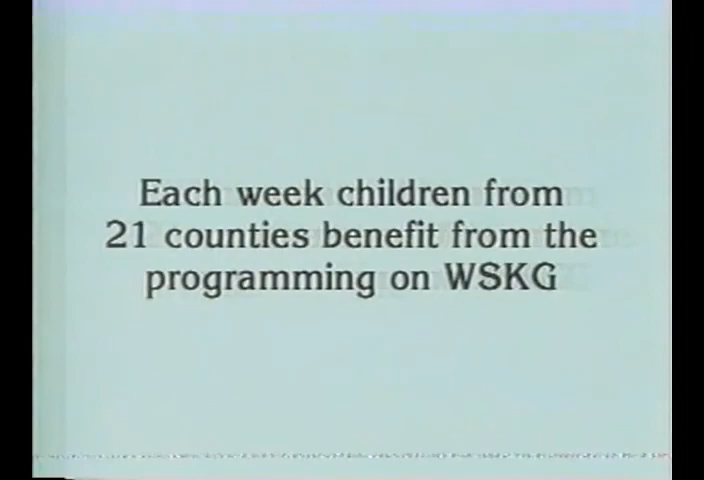 Each week children from
21 counties benefit from the
programming on WSKG